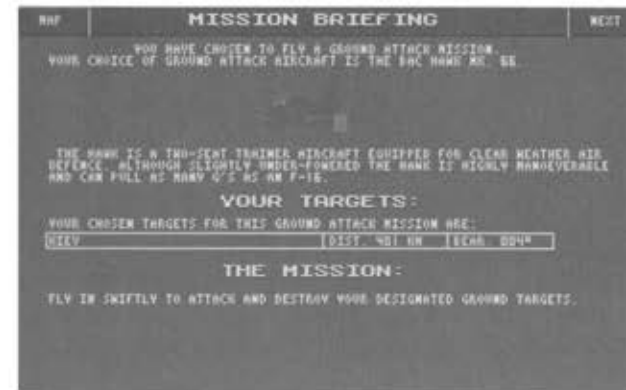 MAP MISSION BRIEFING NEXT
YOU HAVE CHOSEN TO FLY A GROUND ATTACK MISSION.
YOUR CHOICE OF GROUND ATTACK AIRCRAFT IS THE BAC HAWK MK. 66.
THE HAWK IS A TWO-SEAT TRAINER AIRCRAFT EQUIPPED FOR CLEAR WEATHER AIR
DEFENCE. ALTHOUGH SLIGHTLY UNDER-POWERED THE HAWK IS HIGHLY MANOEVERABLE
AND CAN PULL AS MANY G'S AS AN F-16.
YOUR TARGETS:
YOUR CHOSEN TARGETS FOR THIS GROUND ATTACK MISSION ARE:
KIEV DIST. 401 KM BEAR. 004°
THE MISSION:
FLY IN SWIFTLY TO ATTACK AND DESTROY YOUR DESIGNATED GROUND TARGETS.